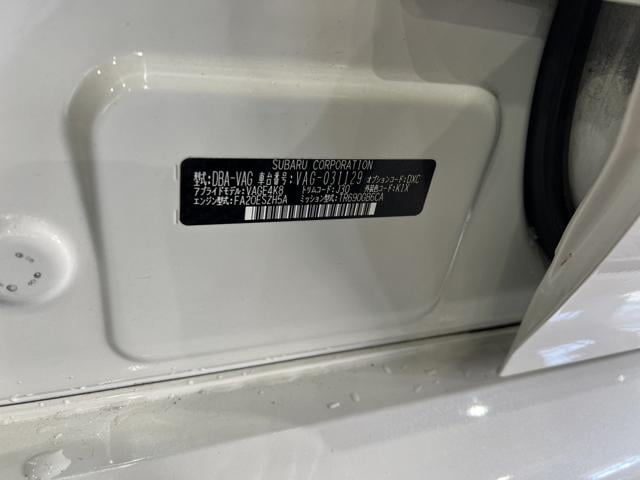 SUBARU CORPORATION
型式:DBA-VAG 車台番号:VAG-031129 オプションコード:DXC
アプライドモデル:VAGE4K8 トリムコード:J30 外装色コード:K1X
エンジン型式:FA20ESZH5A ミッション型式:TR690GB6CA